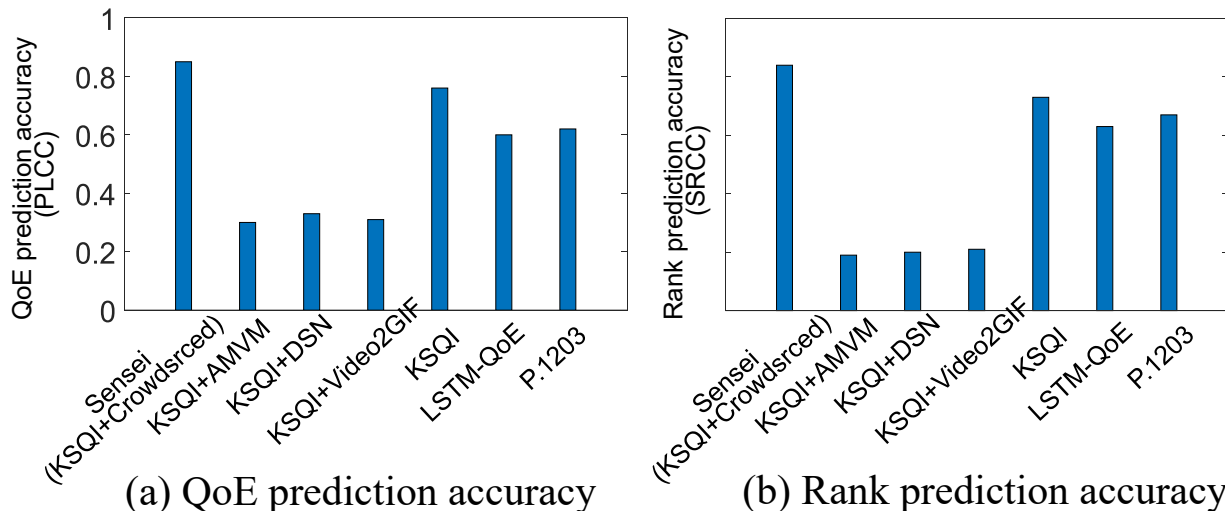 QoE prediction accuracy
(PLCC)
1
0.8
0.6
0.4
0.2
0
Sensei
(KSQI+Crowdsrced)
KSQI+AMVM
KSQI+DSN
KSQI+Video2GIF
KSQI
LSTM-QoE
P.1203
(a) QoE prediction accuracy
Rank prediction accuracy
(SRCC)
Sensei
(KSQI+Crowdsrced)
KSQI+AMVM
KSQI+DSN
KSQI+Video2GIF
KSQI
LSTM-QoE
P.1203
(b) Rank prediction accuracy